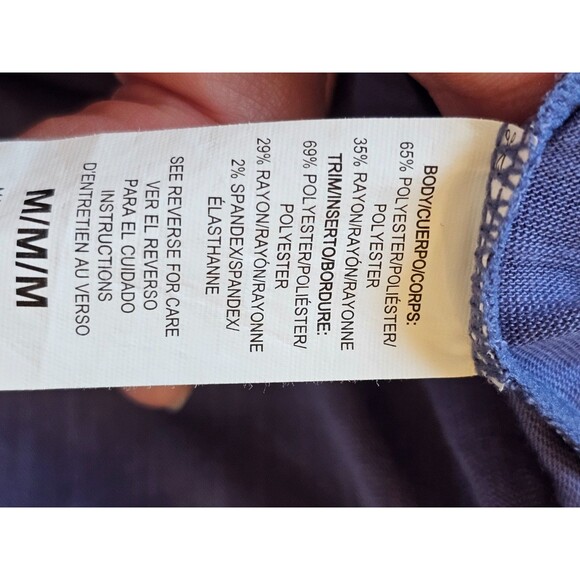 BODY/CUERPO/CORPS:
65% POLYESTER/POLIÉSTER/
POLYESTER
35% RAYON/RAYÓN/RAYONNE
TRIM/INSERTO/BORDURE:
69% POLYESTER/POLIÉSTER/
POLYESTER
29% RAYON/RAYÓN/RAYONNE
2% SPANDEX/SPANDEX/
ÉLASTHANNE
SEE REVERSE FOR CARE
VER EL REVERSO
PARA EL CUIDADO
INSTRUCTIONS
D'ENTRETIEN AU VERSO
M/M/M